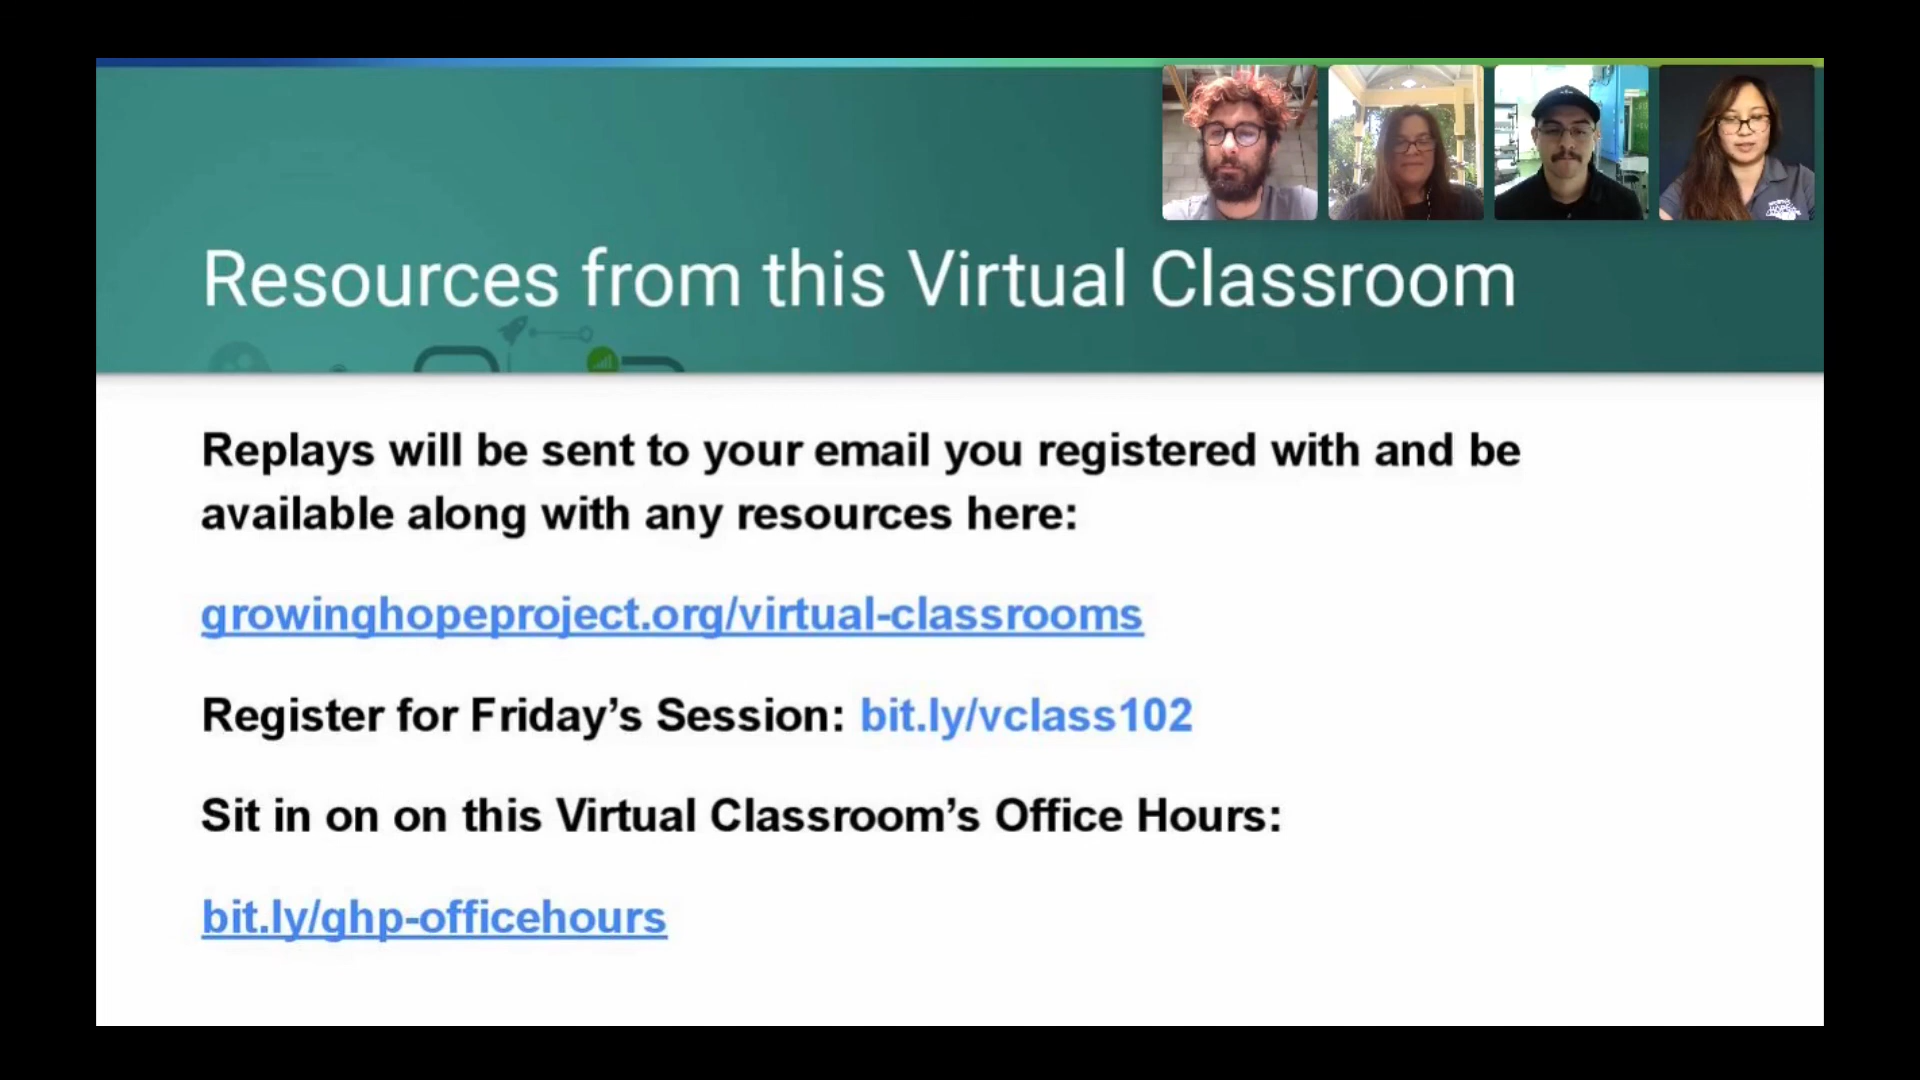 Resources from this Virtual Classroom
Replays will be sent to your email you registered with and be
available along with any resources here:
growinghopeproject.org/virtual-classrooms
Register for Friday’s Session: bit.ly/vclass102
Sit in on on this Virtual Classroom’s Office Hours:
bit.ly/ghp-officehours